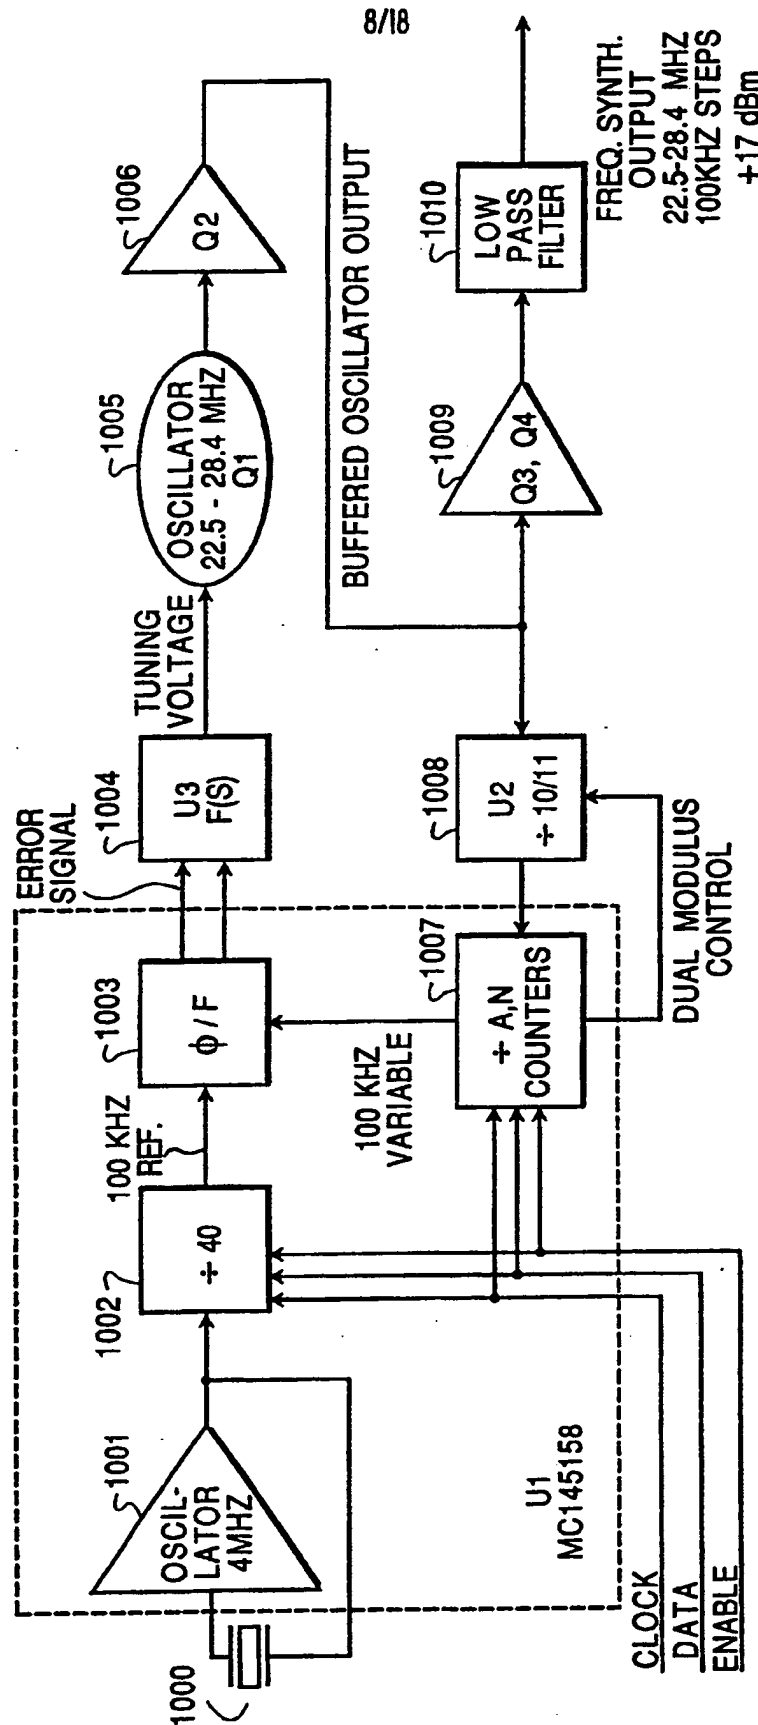 8/18
1000
1001
OSCIL-
LATOR
4MHZ
1002
÷ 40
100 KHZ
REF.
1003
ϕ / F
ERROR
SIGNAL
1004
U3
F(S)
TUNING
VOLTAGE
1005
OSCILLATOR
22.5 - 28.4 MHZ
Q1
1006
Q2
BUFFERED OSCILLATOR OUTPUT
100 KHZ
VARIABLE
1007
÷ A,N
COUNTERS
1008
U2
÷ 10/11
DUAL MODULUS
CONTROL
1009
Q3, Q4
1010
LOW
PASS
FILTER
FREQ. SYNTH.
OUTPUT
22.5-28.4 MHZ
100KHZ STEPS
+17 dBm
U1
MC145158
CLOCK
DATA
ENABLE